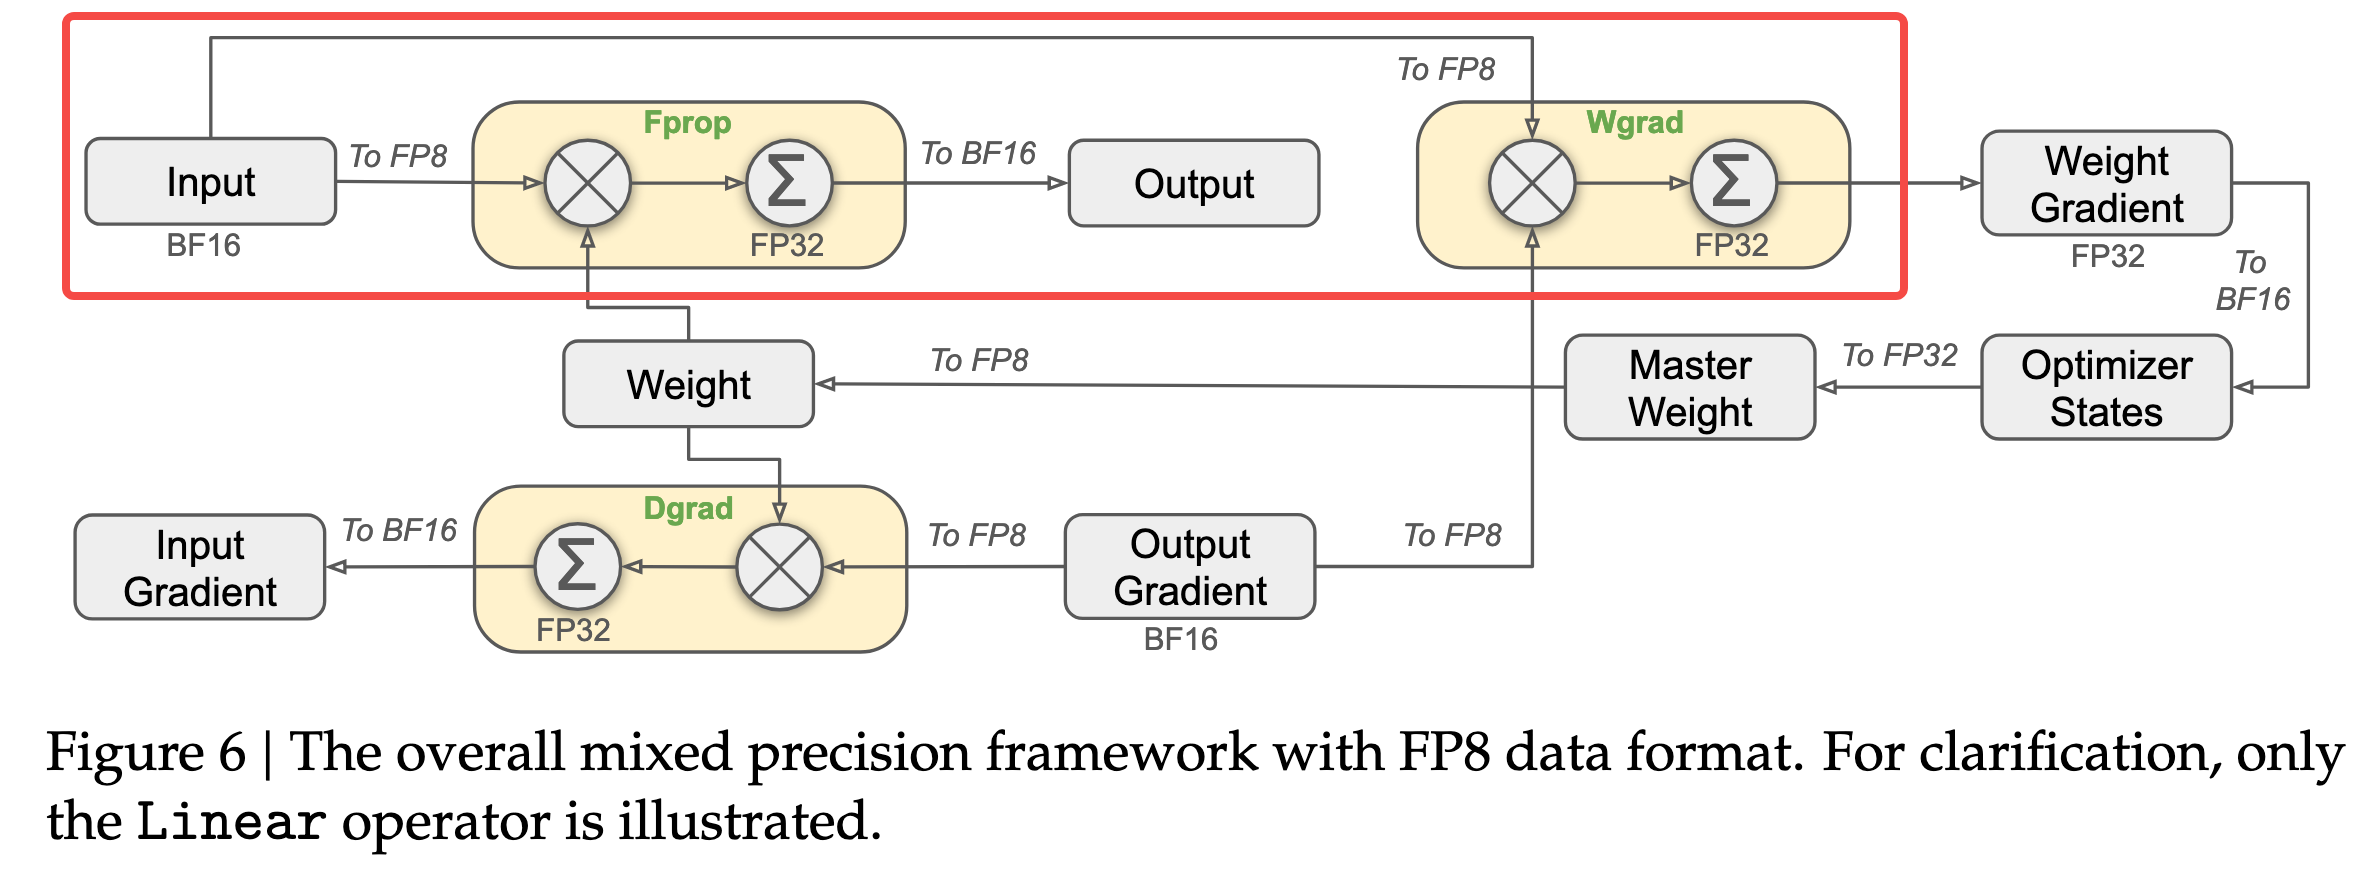 To FP8
Fprop
Wgrad
Input
To FP8
Σ
To BF16
Output
Σ
Weight
Gradient
BF16
FP32
FP32
FP32
To
BF16
Weight
To FP8
Master
Weight
To FP32
Optimizer
States
Dgrad
Input
Gradient
To BF16
Σ
To FP8
Output
Gradient
To FP8
FP32
BF16
Figure 6 | The overall mixed precision framework with FP8 data format. For clarification, only
the Linear operator is illustrated.